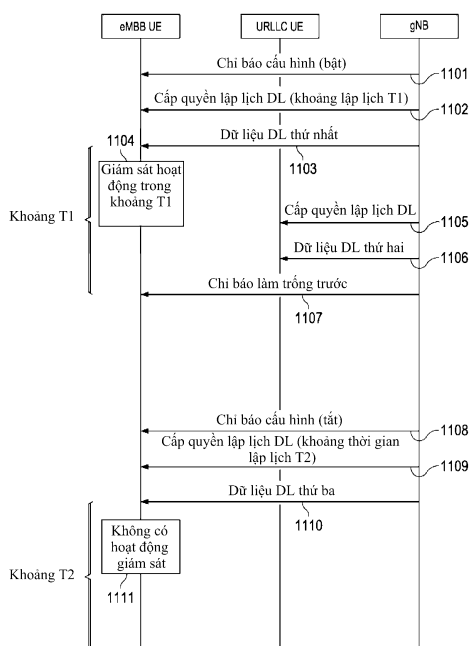 eMBB UE
URLLC UE
gNB
Chỉ báo cấu hình (bật)
1101
Cấp quyền lập lịch DL (khoảng lập lịch T1)
1102
1104
Dữ liệu DL thứ nhất
1103
Giám sát hoạt
động trong
khoảng T1
Khoảng T1
Cấp quyền lập lịch DL
1105
Dữ liệu DL thứ hai
1106
Chỉ báo làm trống trước
1107
Chỉ báo cấu hình (tắt)
1108
Cấp quyền lập lịch DL (khoảng thời gian
lập lịch T2)
1109
Dữ liệu DL thứ ba
1110
Không có
hoạt động
giám sát
Khoảng T2
1111